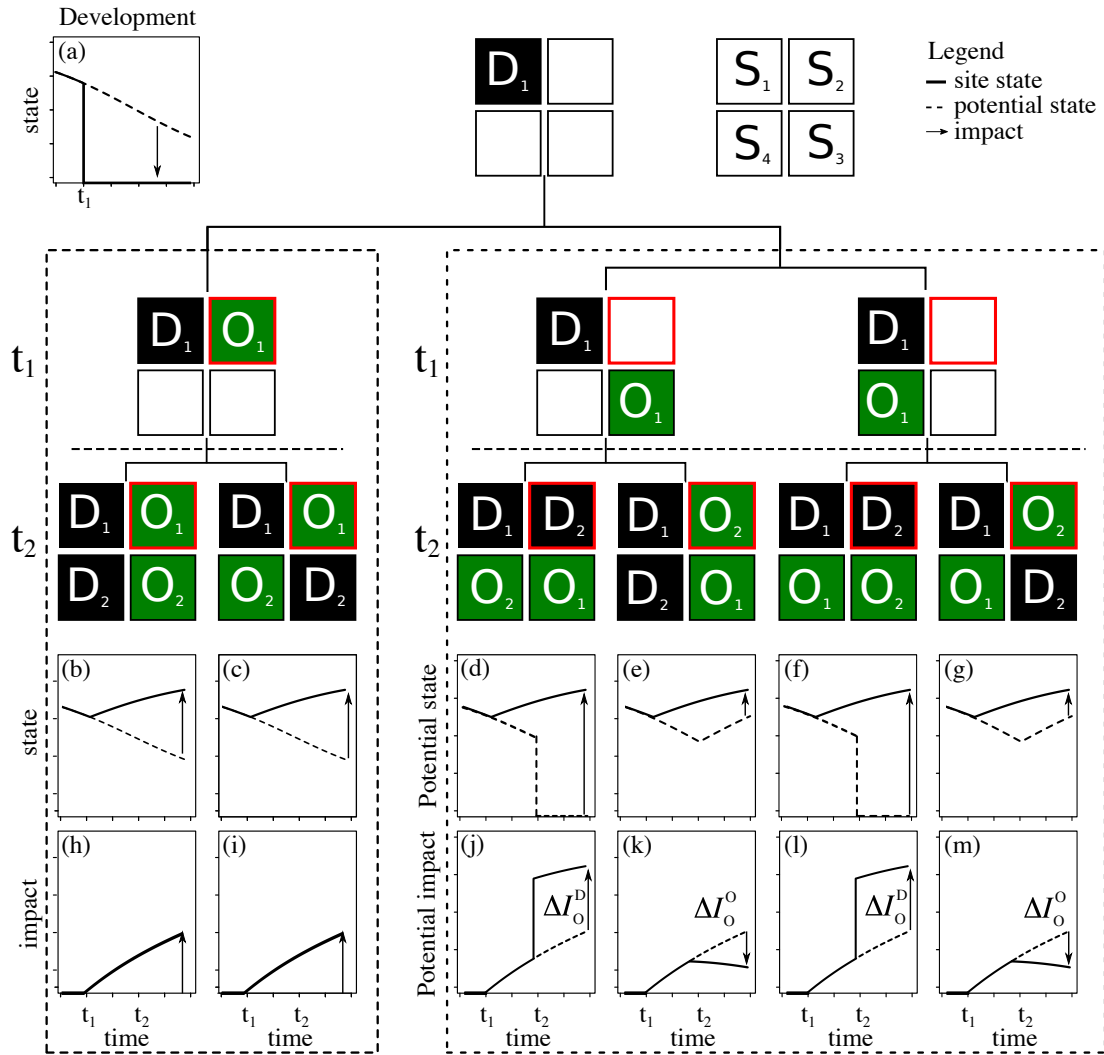 Development
(a)
state
t1
D1
S1 S2
S4 S3
Legend
site state
potential state
impact
t1
D1 O1
t1
D1
O1
D1
O1
t2
D1 O1
D2 O2
D1 O1
O2 D2
t2
D1 D2
O2 O1
D1 O2
D2 O1
D1 D2
O1 O2
D1 O2
O1 D2
state
(b)
(c)
Potential state
(d)
(e)
(f)
(g)
impact
(h)
(i)
Potential impact
(j)
ΔI_O^D
(k)
ΔI_O^O
(l)
ΔI_O^D
(m)
ΔI_O^O
t1 t2
time
t1 t2
time
t1 t2
time
t1 t2
time
t1 t2
time
t1 t2
time